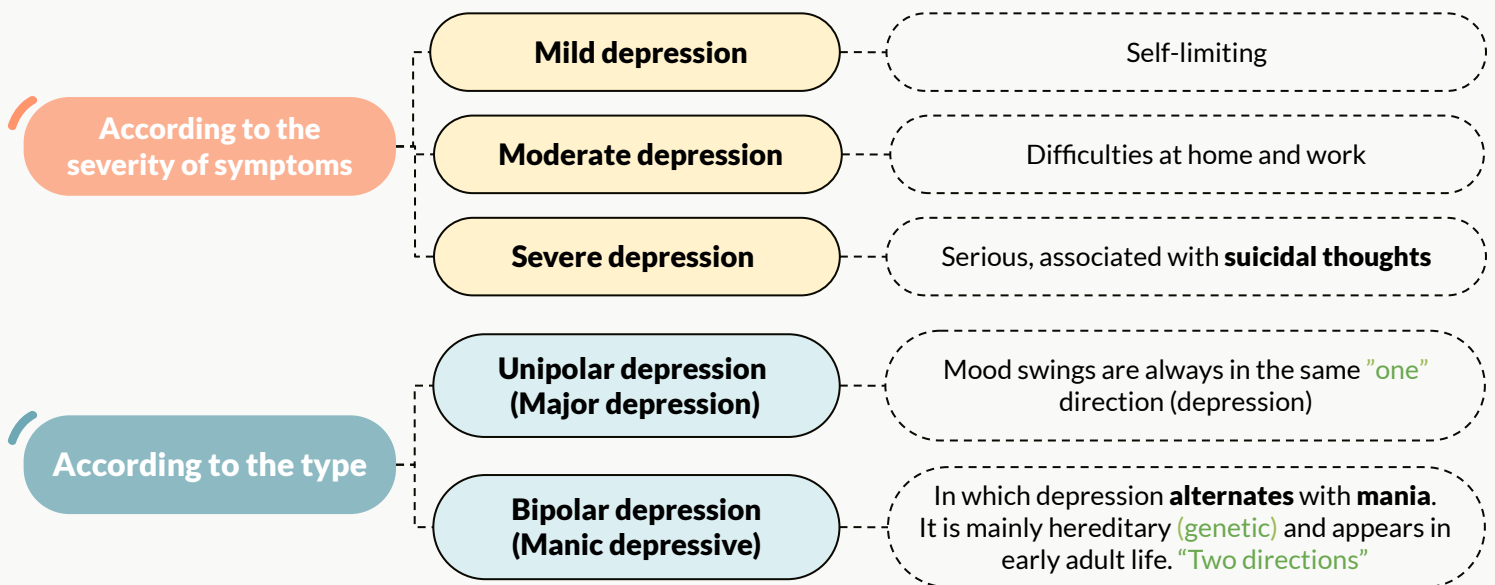 According to the
severity of symptoms
Mild depression
Self-limiting
Moderate depression
Difficulties at home and work
Severe depression
Serious, associated with suicidal thoughts
According to the type
Unipolar depression
(Major depression)
Mood swings are always in the same ”one”
direction (depression)
Bipolar depression
(Manic depressive)
In which depression alternates with mania.
It is mainly hereditary (genetic) and appears in
early adult life. “Two directions”